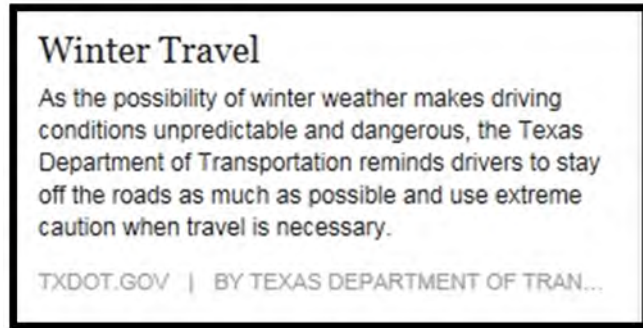 Winter Travel
As the possibility of winter weather makes driving
conditions unpredictable and dangerous, the Texas
Department of Transportation reminds drivers to stay
off the roads as much as possible and use extreme
caution when travel is necessary.
TXDOT.GOV | BY TEXAS DEPARTMENT OF TRAN...